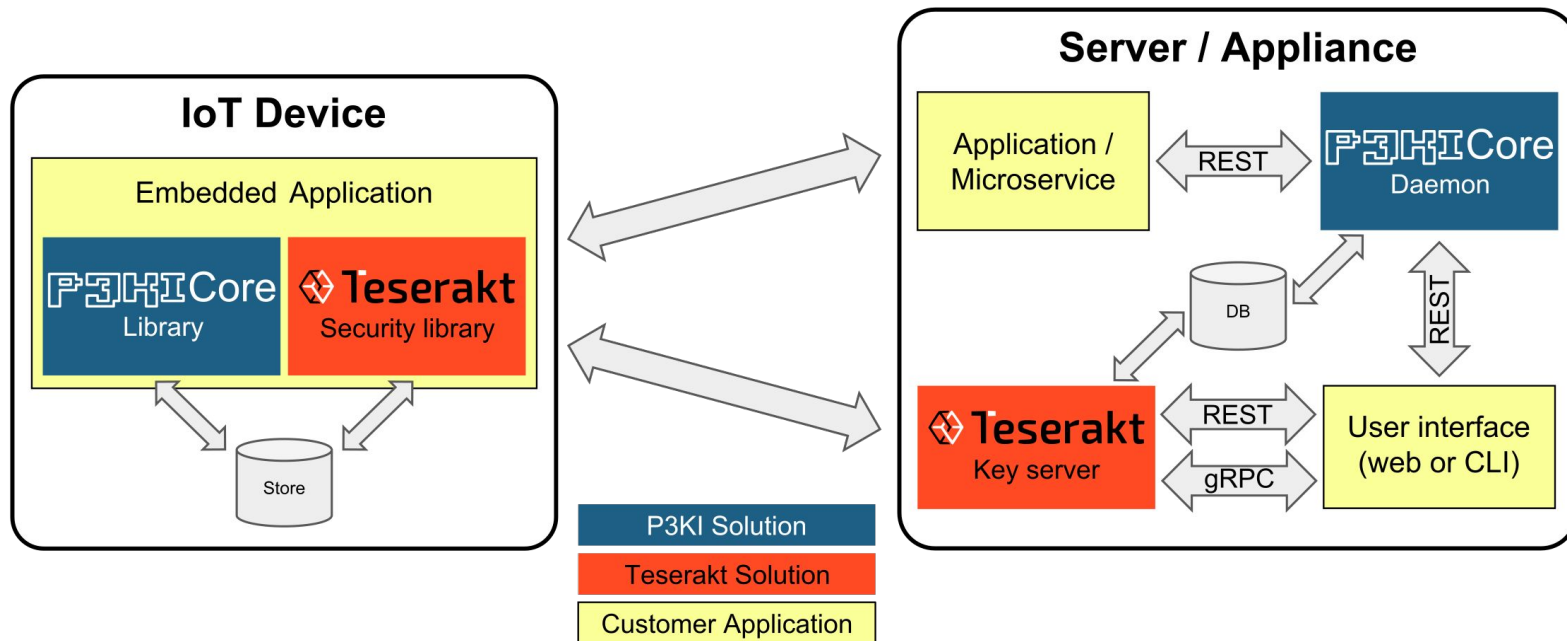 IoT Device
Embedded Application
P3KICore
Library
Teserakt
Security library
Store
Server / Appliance
Application /
Microservice
REST
P3KICore
Daemon
DB
REST
Teserakt
Key server
REST
gRPC
User interface
(web or CLI)
P3KI Solution
Teserakt Solution
Customer Application